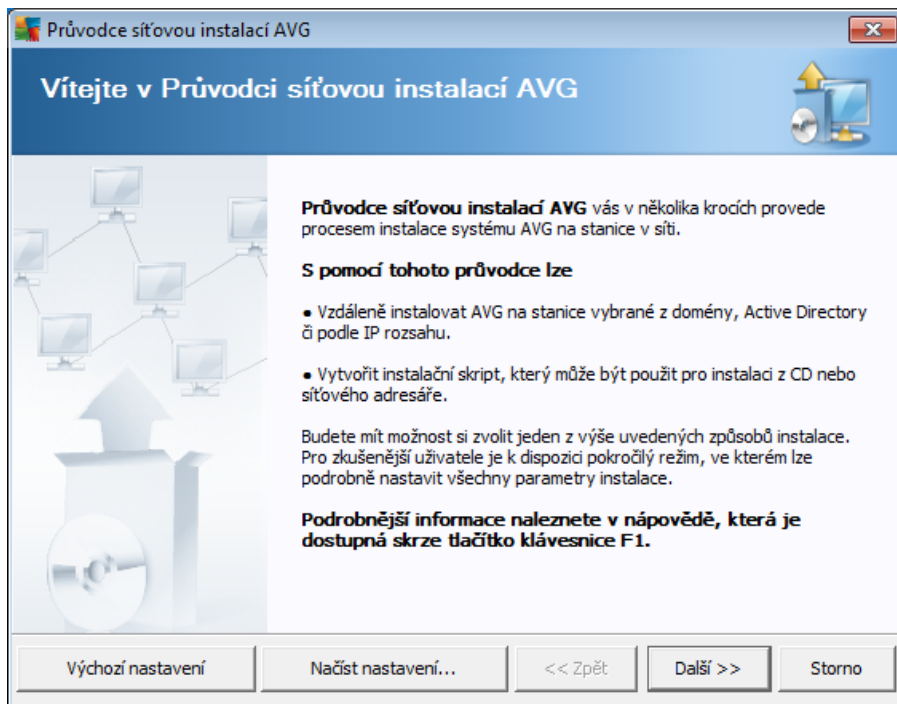 Průvodce síťovou instalací AVG
Vítejte v Průvodci síťovou instalací AVG
Průvodce síťovou instalací AVG vás v několika krocích provede
procesem instalace systému AVG na stanice v síti.
S pomocí tohoto průvodce lze
• Vzdáleně instalovat AVG na stanice vybrané z domény, Active Directory
či podle IP rozsahu.
• Vytvořit instalační skript, který může být použit pro instalaci z CD nebo
síťového adresáře.
Budete mít možnost si zvolit jeden z výše uvedených způsobů instalace.
Pro zkušenější uživatele je k dispozici pokročilý režim, ve kterém lze
podrobně nastavit všechny parametry instalace.
Podrobnější informace naleznete v nápovědě, která je
dostupná skrze tlačítko klávesnice F1.
Výchozí nastavení
Načíst nastavení...
<< Zpět
Další >>
Storno